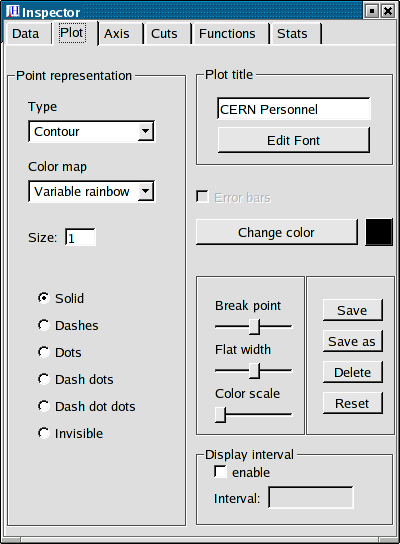 Inspector
Data Plot Axis Cuts Functions Stats
Point representation
Type
Contour
Color map
Variable rainbow
Size: 1
Solid
Dashes
Dots
Dash dots
Dash dot dots
Invisible
Plot title
CERN Personnel
Edit Font
Error bars
Change color
Break point
Flat width
Color scale
Save
Save as
Delete
Reset
Display interval
enable
Interval: